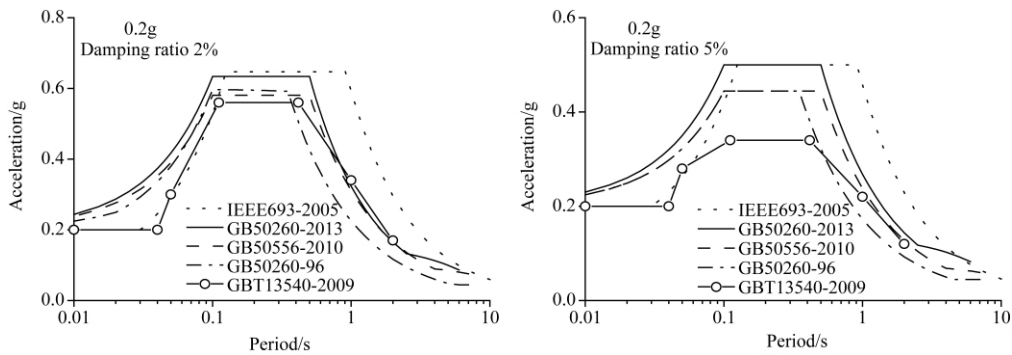 0.2g
Damping ratio 2%
Acceleration/g
0.8
0.6
0.4
0.2
0.0
IEEE693-2005
GB50260-2013
GB50556-2010
GB50260-96
GBT13540-2009
0.01
0.1
1
10
Period/s
0.2g
Damping ratio 5%
Acceleration/g
0.6
0.4
0.2
0.0
IEEE693-2005
GB50260-2013
GB50556-2010
GB50260-96
GBT13540-2009
0.01
0.1
1
10
Period/s